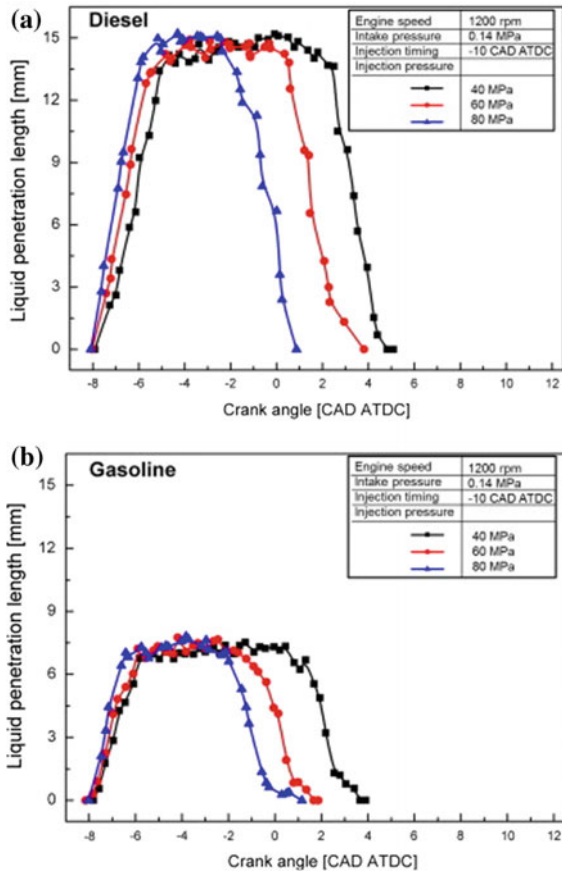 (a)
Diesel
Engine speed 1200 rpm
Intake pressure 0.14 MPa
Injection timing -10 CAD ATDC
Injection pressure
40 MPa
60 MPa
80 MPa
Liquid penetration length [mm]
15
12
9
6
3
0
-8 -6 -4 -2 0 2 4 6 8 10 12
Crank angle [CAD ATDC]
(b)
Gasoline
Engine speed 1200 rpm
Intake pressure 0.14 MPa
Injection timing -10 CAD ATDC
Injection pressure
40 MPa
60 MPa
80 MPa
Liquid penetration length [mm]
15
12
9
6
3
0
-8 -6 -4 -2 0 2 4 6 8 10 12
Crank angle [CAD ATDC]